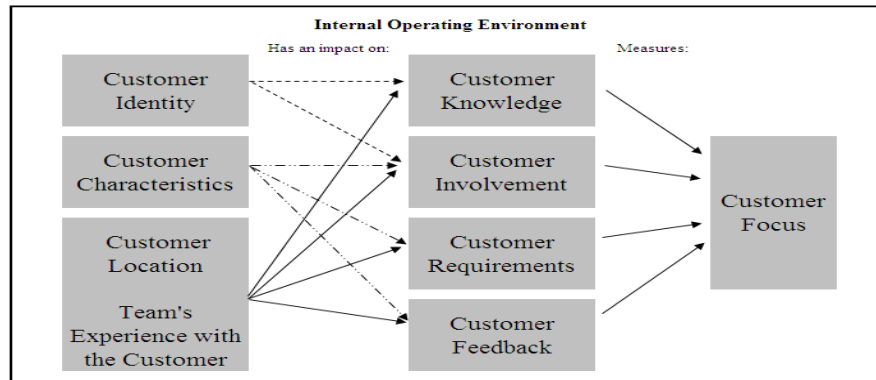 Internal Operating Environment
Has an impact on:
Measures:
Customer
Identity
Customer
Characteristics
Customer
Location
Team's
Experience with
the Customer
Customer
Knowledge
Customer
Involvement
Customer
Requirements
Customer
Feedback
Customer
Focus